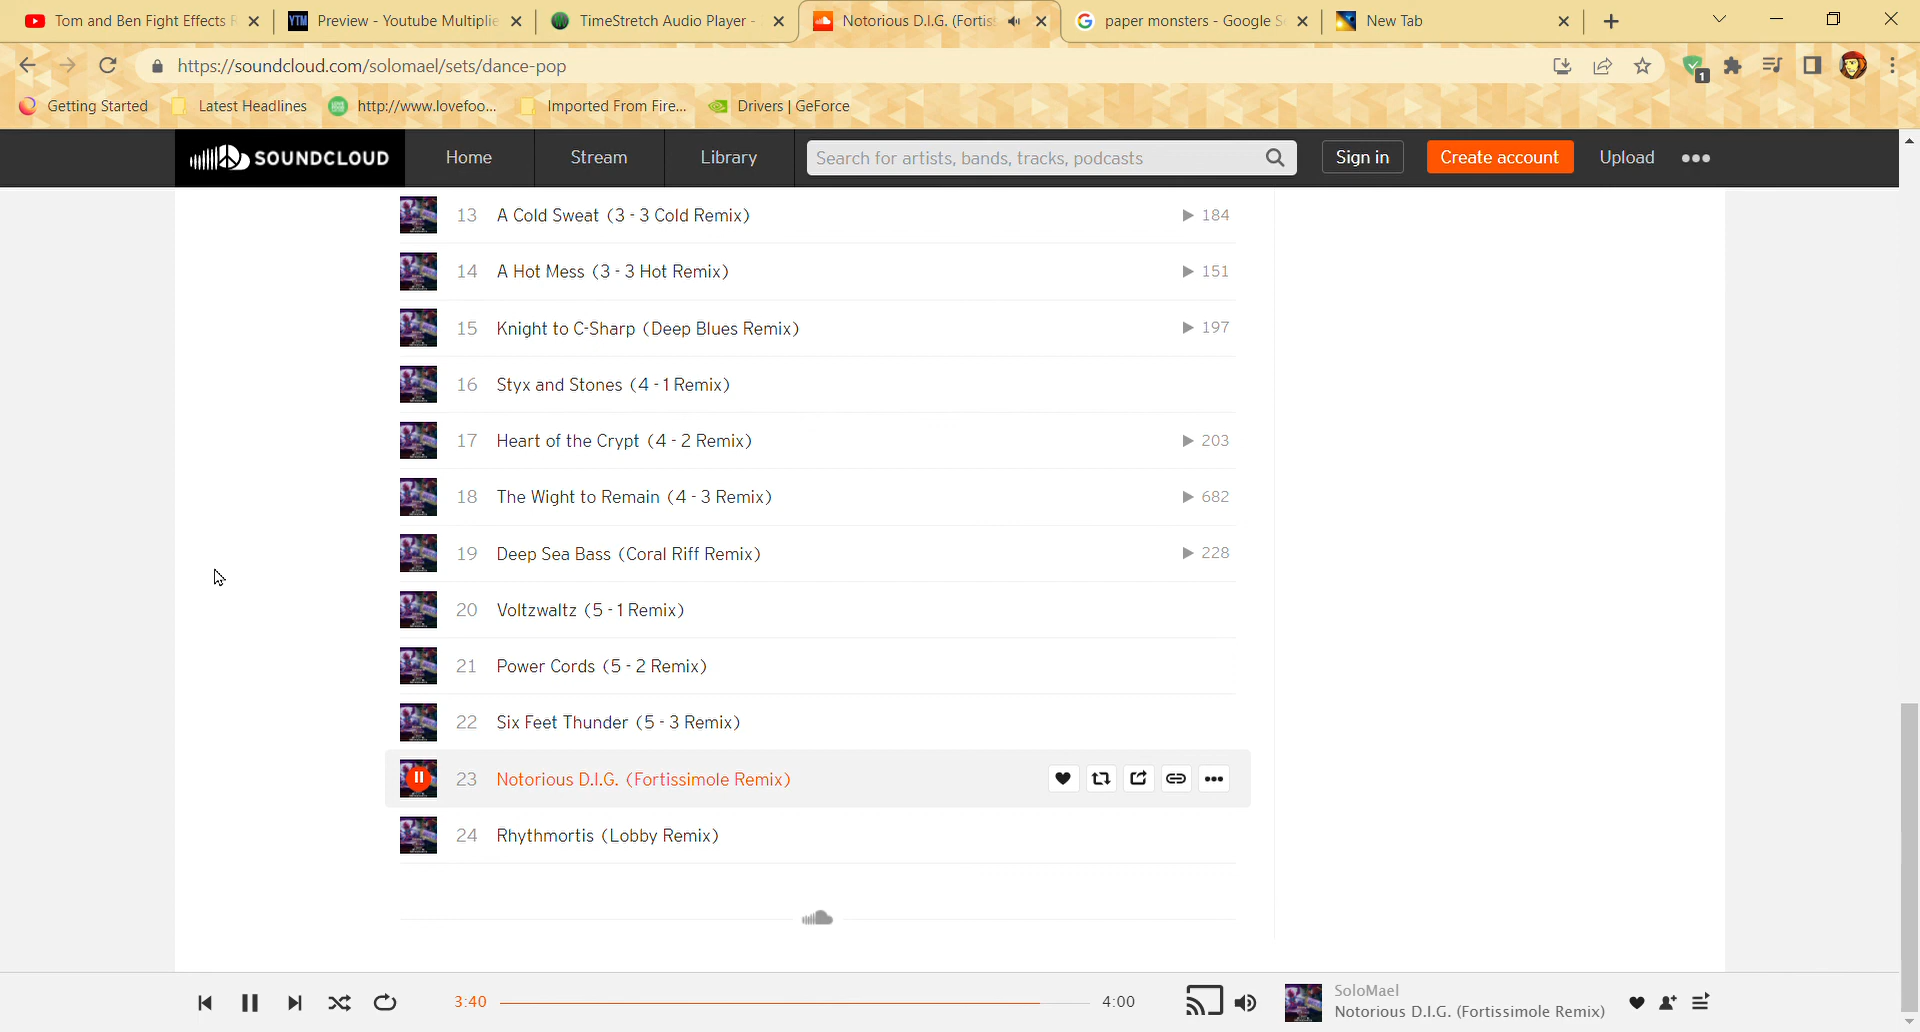 Tom and Ben Fight Effects R
Preview - Youtube Multiplie
TimeStretch Audio Player -
Notorious D.I.G. (Fortis
paper monsters - Google S
New Tab
https://soundcloud.com/solomael/sets/dance-pop
1
Getting Started
Latest Headlines
http://www.lovefoo...
Imported From Fire...
Drivers | GeForce
SOUNDCLOUD
Home
Stream
Library
Search for artists, bands, tracks, podcasts
Sign in
Create account
Upload
13 A Cold Sweat (3 - 3 Cold Remix) 184
14 A Hot Mess (3 - 3 Hot Remix) 151
15 Knight to C-Sharp (Deep Blues Remix) 197
16 Styx and Stones (4 - 1 Remix)
17 Heart of the Crypt (4 - 2 Remix) 203
18 The Wight to Remain (4 - 3 Remix) 682
19 Deep Sea Bass (Coral Riff Remix) 228
20 Voltzwaltz (5 - 1 Remix)
21 Power Cords (5 - 2 Remix)
22 Six Feet Thunder (5 - 3 Remix)
23 Notorious D.I.G. (Fortissimole Remix)
24 Rhythmortis (Lobby Remix)
3:40
4:00
SoloMael
Notorious D.I.G. (Fortissimole Remix)